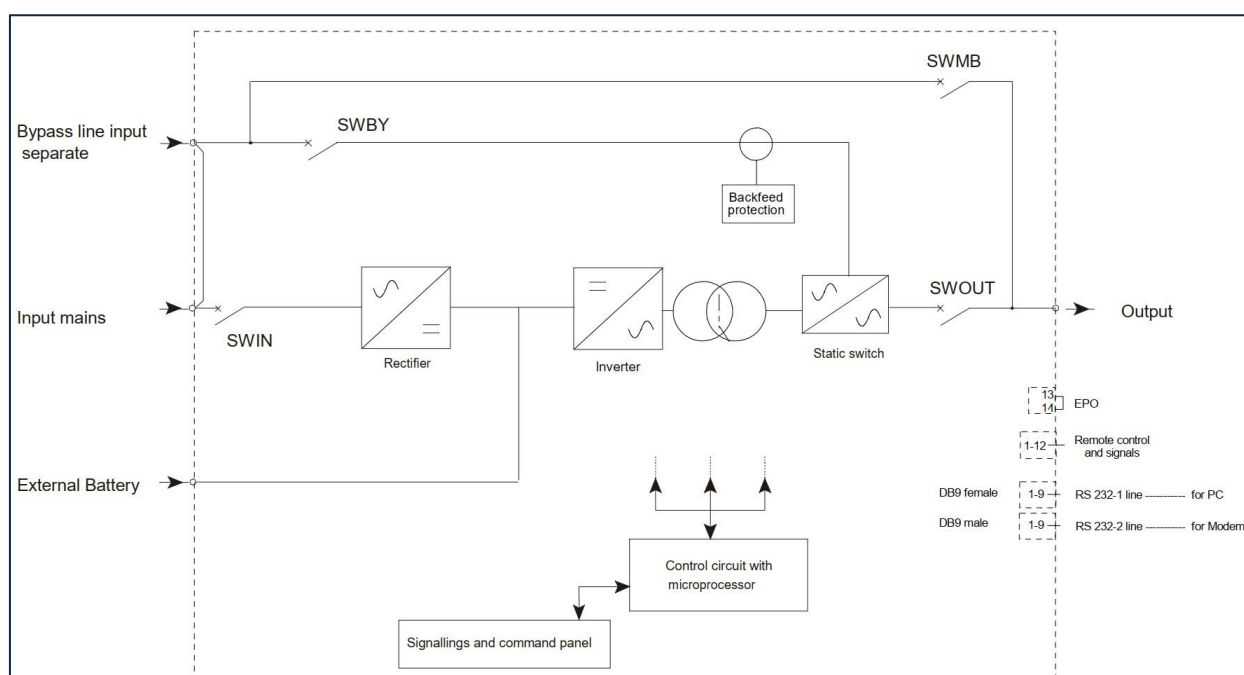 SWMB
Bypass line input
separate
SWBY
Backfeed
protection
Input mains
SWIN
Rectifier
Inverter
Static switch
SWOUT
Output
13
14
EPO
1-12
Remote control
and signals
External Battery
DB9 female
1-9
RS 232-1 line ----------- for PC
DB9 male
1-9
RS 232-2 line ----------- for Modem
Control circuit with
microprocessor
Signallings and command panel